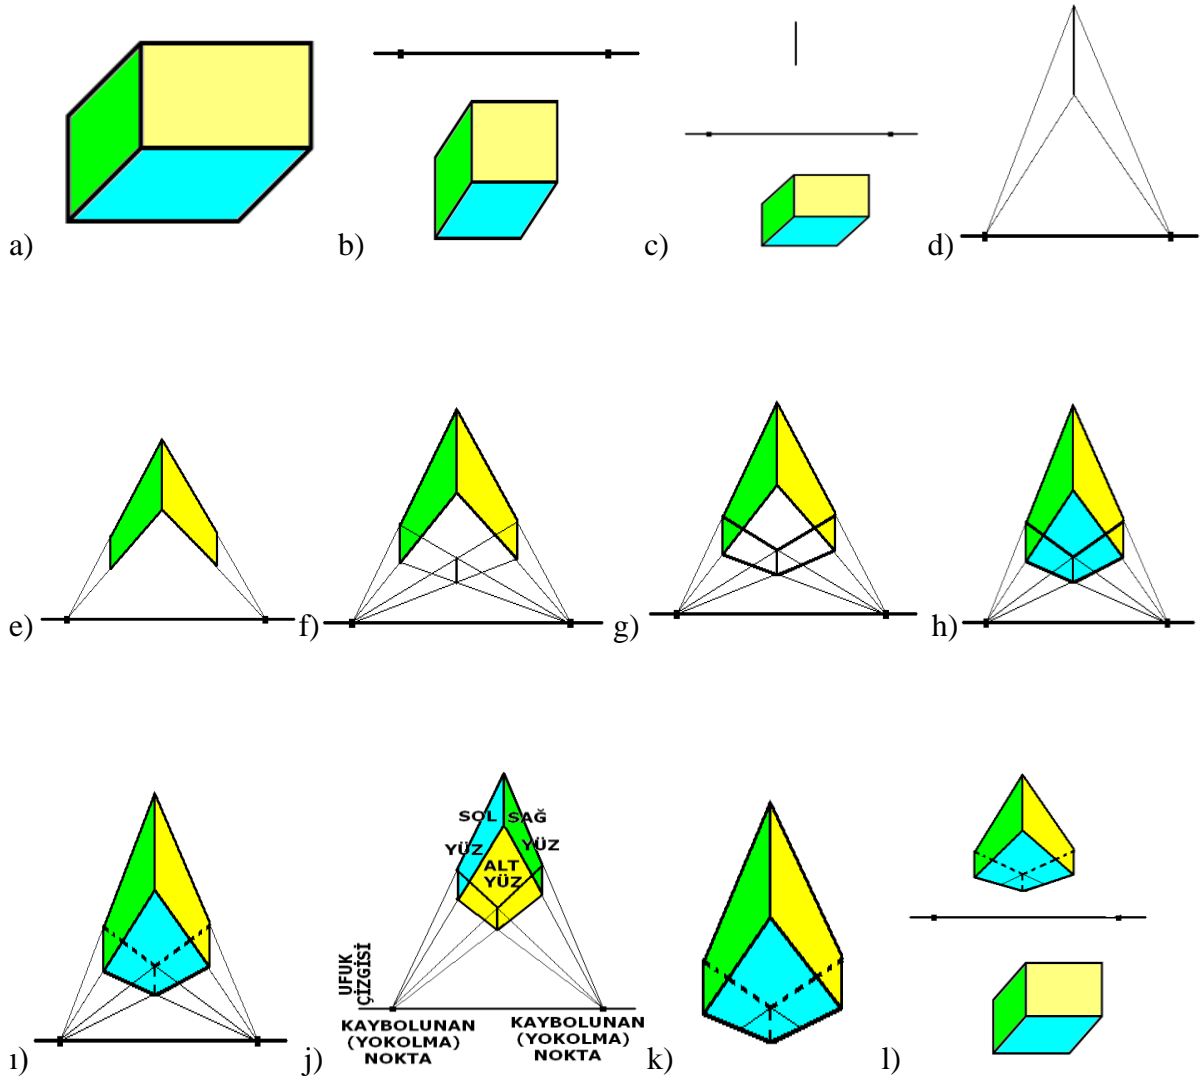 a)
b)
c)
d)
e)
f)
g)
h)
ı)
j)
SOL SAĞ
YÜZ YÜZ
ALT
YÜZ
UFUK
ÇİZGİSİ
KAYBOLUNAN
(YOKOLMA)
NOKTA
KAYBOLUNAN
(YOKOLMA)
NOKTA
k)
l)